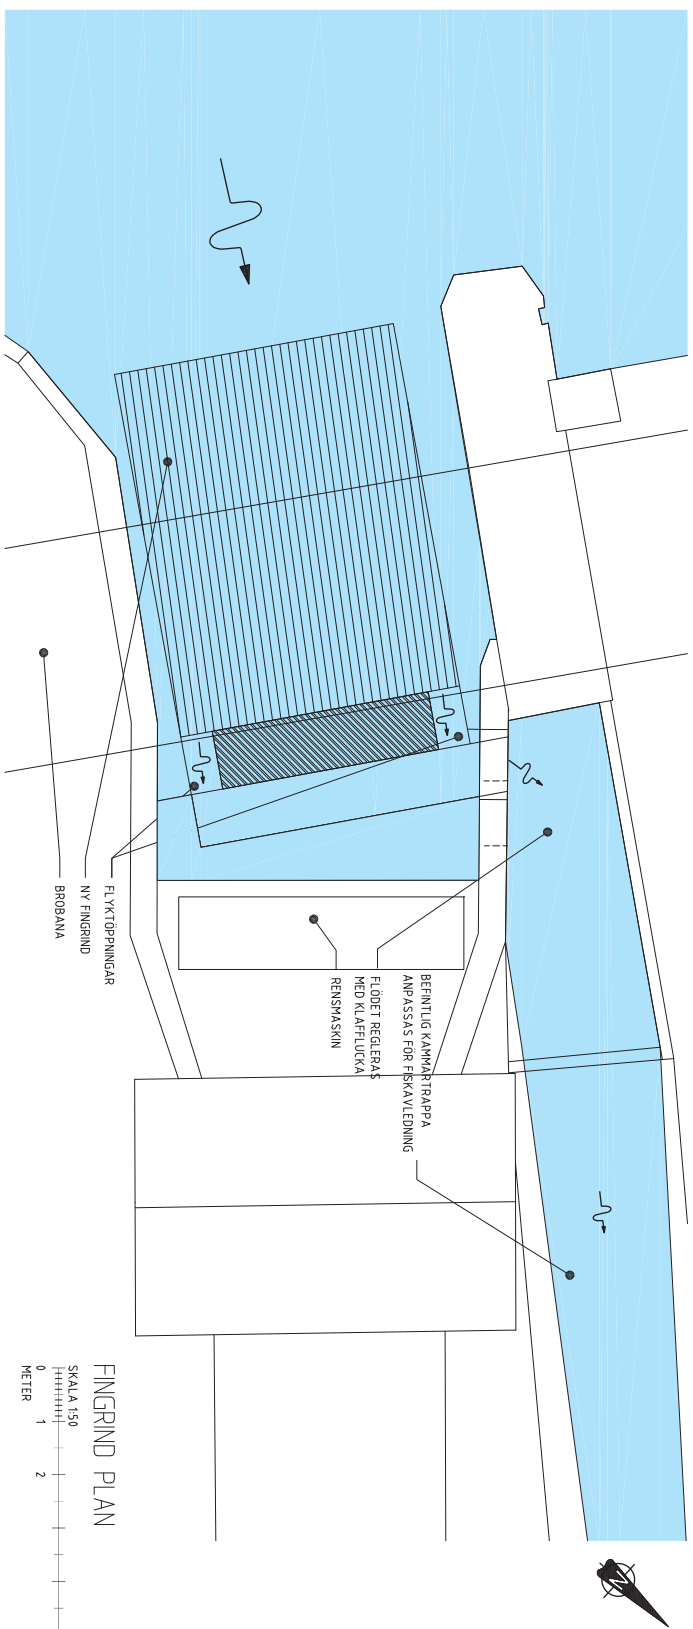 BEFINTLIG KAMMARTRAPPA
ANPASSAS FÖR FISKAVLEDNING
FLÖDET REGLERAS
MED KLAFFLUCKA
RENSMASKIN
FLYKTÖPPNINGAR
NY FINGRIND
BROBANA
FINGRIND PLAN
SKALA 1:50
0 1 2
METER
N